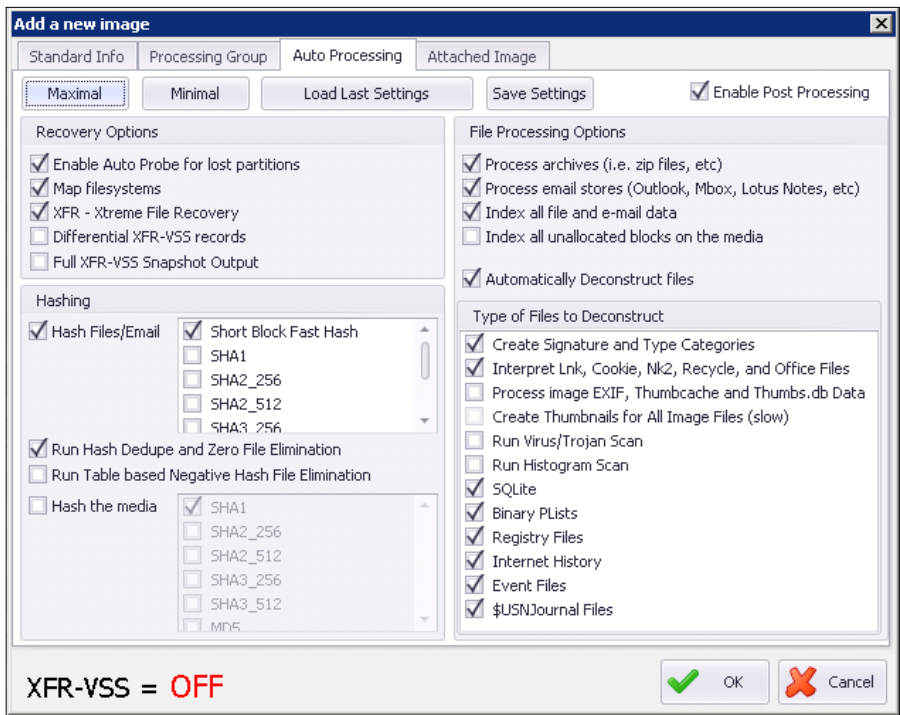 Add a new image
Standard Info
Processing Group
Auto Processing
Attached Image
Maximal
Minimal
Load Last Settings
Save Settings
Enable Post Processing
Recovery Options
Enable Auto Probe for lost partitions
Map filesystems
XFR - Xtreme File Recovery
Differential XFR-VSS records
Full XFR-VSS Snapshot Output
Hashing
Hash Files/Email
Short Block Fast Hash
SHA1
SHA2_256
SHA2_512
SHA3_256
Run Hash Dedupe and Zero File Elimination
Run Table based Negative Hash File Elimination
Hash the media
SHA1
SHA2_256
SHA2_512
SHA3_256
SHA3_512
MD5
File Processing Options
Process archives (i.e. zip files, etc)
Process email stores (Outlook, Mbox, Lotus Notes, etc)
Index all file and e-mail data
Index all unallocated blocks on the media
Automatically Deconstruct files
Type of Files to Deconstruct
Create Signature and Type Categories
Interpret Lnk, Cookie, Nk2, Recycle, and Office Files
Process image EXIF, Thumbcache and Thumbs.db Data
Create Thumbnails for All Image Files (slow)
Run Virus/Trojan Scan
Run Histogram Scan
SQLite
Binary PLists
Registry Files
Internet History
Event Files
$USNJournal Files
XFR-VSS = OFF
OK
Cancel